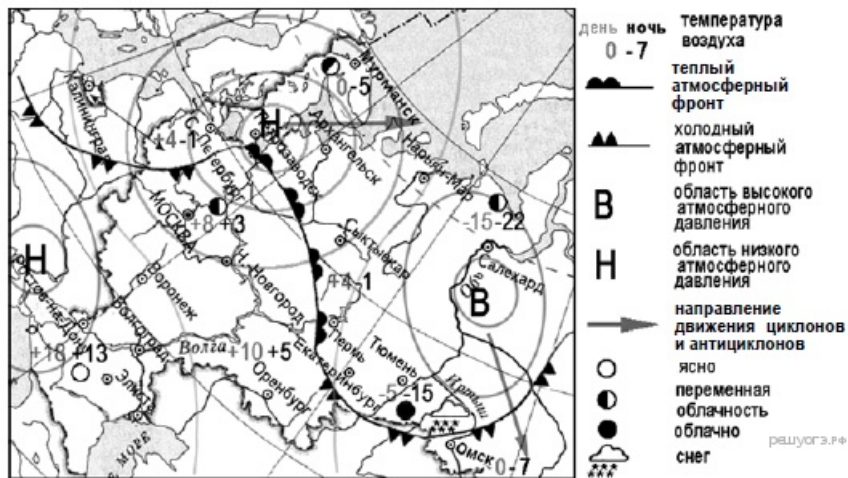 Мурманск
0 -5
Калининград
+4 -1
С.Петербург
Н
Петрозаводск
Архангельск
Нарьян-Мар
МОСКВА
+8 +3
Сыктывкар
-15 -22
Салехард
Обь
В
Н
Воронеж
Н.Новгород
+4 -1
Ростов-на-Дону
Волгоград
Волга
+10 +5
Пермь
Екатеринбург
Тюмень
Иртыш
+18 +13
Элиста
Оренбург
-5 -15
МОРЕ
Омск
0 -7
день ночь
0 -7
температура
воздуха
теплый
атмосферный
фронт
холодный
атмосферный
фронт
В
область высокого
атмосферного
давления
Н
область низкого
атмосферного
давления
направление
движения циклонов
и антициклонов
ясно
переменная
облачность
облачно
снег
решуогэ.рф